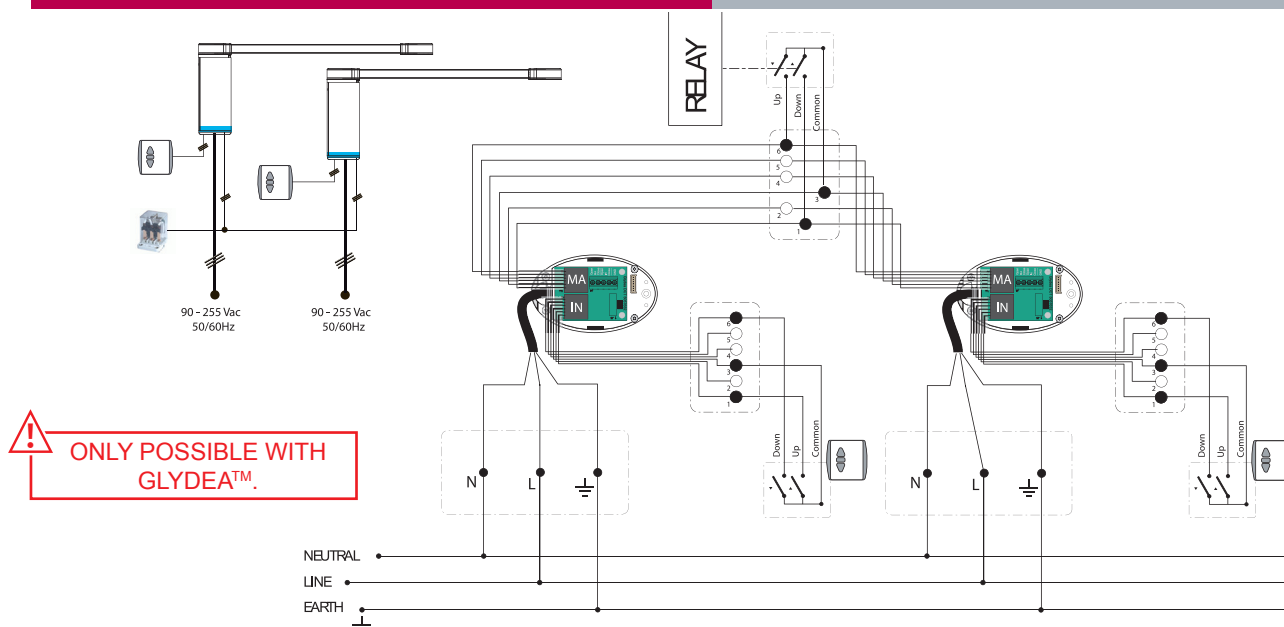 RELAY
Up
Down
Common
6
5
4
3
2
1
MA
IN
MA
IN
90 - 255 Vac
50/60Hz
90 - 255 Vac
50/60Hz
6
5
4
3
2
1
6
5
4
3
2
1
ONLY POSSIBLE WITH
GLYDEA™.
Down
Up
Common
Down
Up
Common
N
L
N
L
NEUTRAL
LINE
EARTH